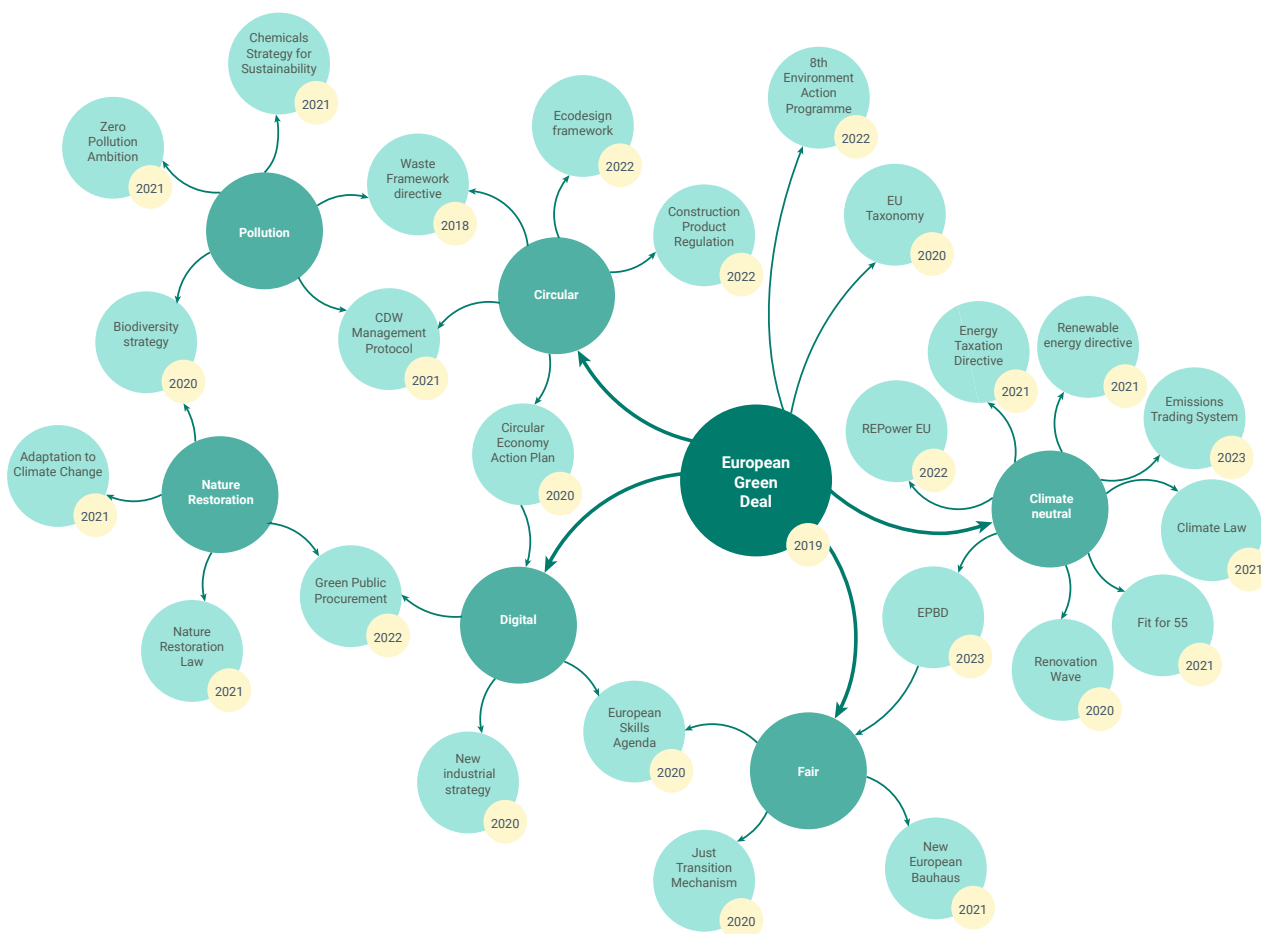 Chemicals
Strategy for
Sustainability
2021
Zero
Pollution
Ambition
2021
Pollution
Waste
Framework
directive
2018
Ecodesign
framework
2022
8th
Environment
Action
Programme
2022
EU
Taxonomy
2020
Construction
Product
Regulation
2022
Circular
CDW
Management
Protocol
2021
Biodiversity
strategy
2020
Circular
Economy
Action Plan
2020
European
Green
Deal
2019
Energy
Taxation
Directive
2021
Renewable
energy directive
2021
Emissions
Trading System
2023
REPower EU
2022
Climate
neutral
Climate Law
2021
Adaptation to
Climate Change
2021
Nature
Restoration
Green Public
Procurement
2022
Digital
EPBD
2023
Fit for 55
2021
Renovation
Wave
2020
Nature
Restoration
Law
2021
New
industrial
strategy
2020
European
Skills
Agenda
2020
Fair
Just
Transition
Mechanism
2020
New
European
Bauhaus
2021